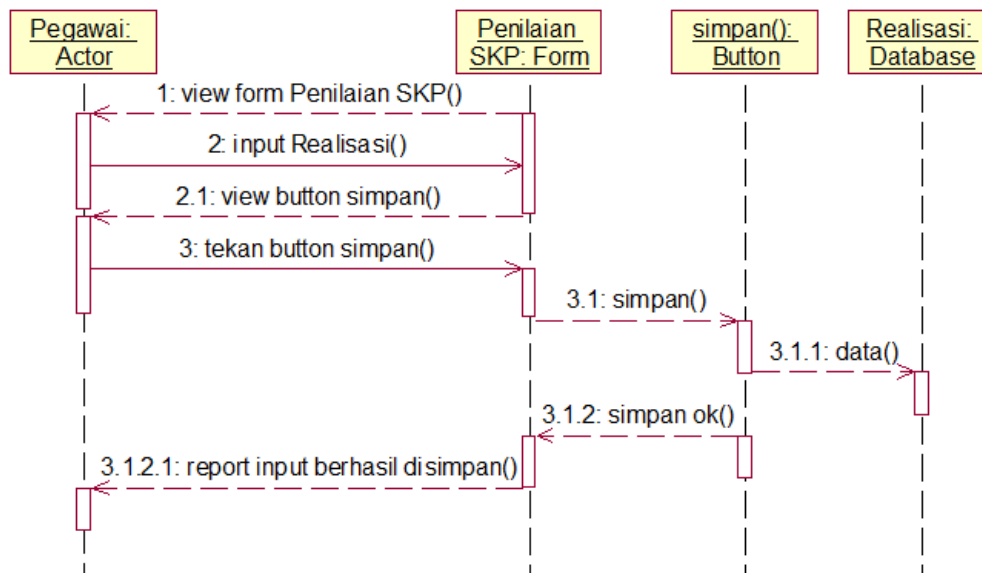 Pegawai:
Actor
Penilaian
SKP: Form
simpan():
Button
Realisasi:
Database
1: view form Penilaian SKP()
2: input Realisasi()
2.1: view button simpan()
3: tekan button simpan()
3.1: simpan()
3.1.1: data()
3.1.2: simpan ok()
3.1.2.1: report input berhasil disimpan()